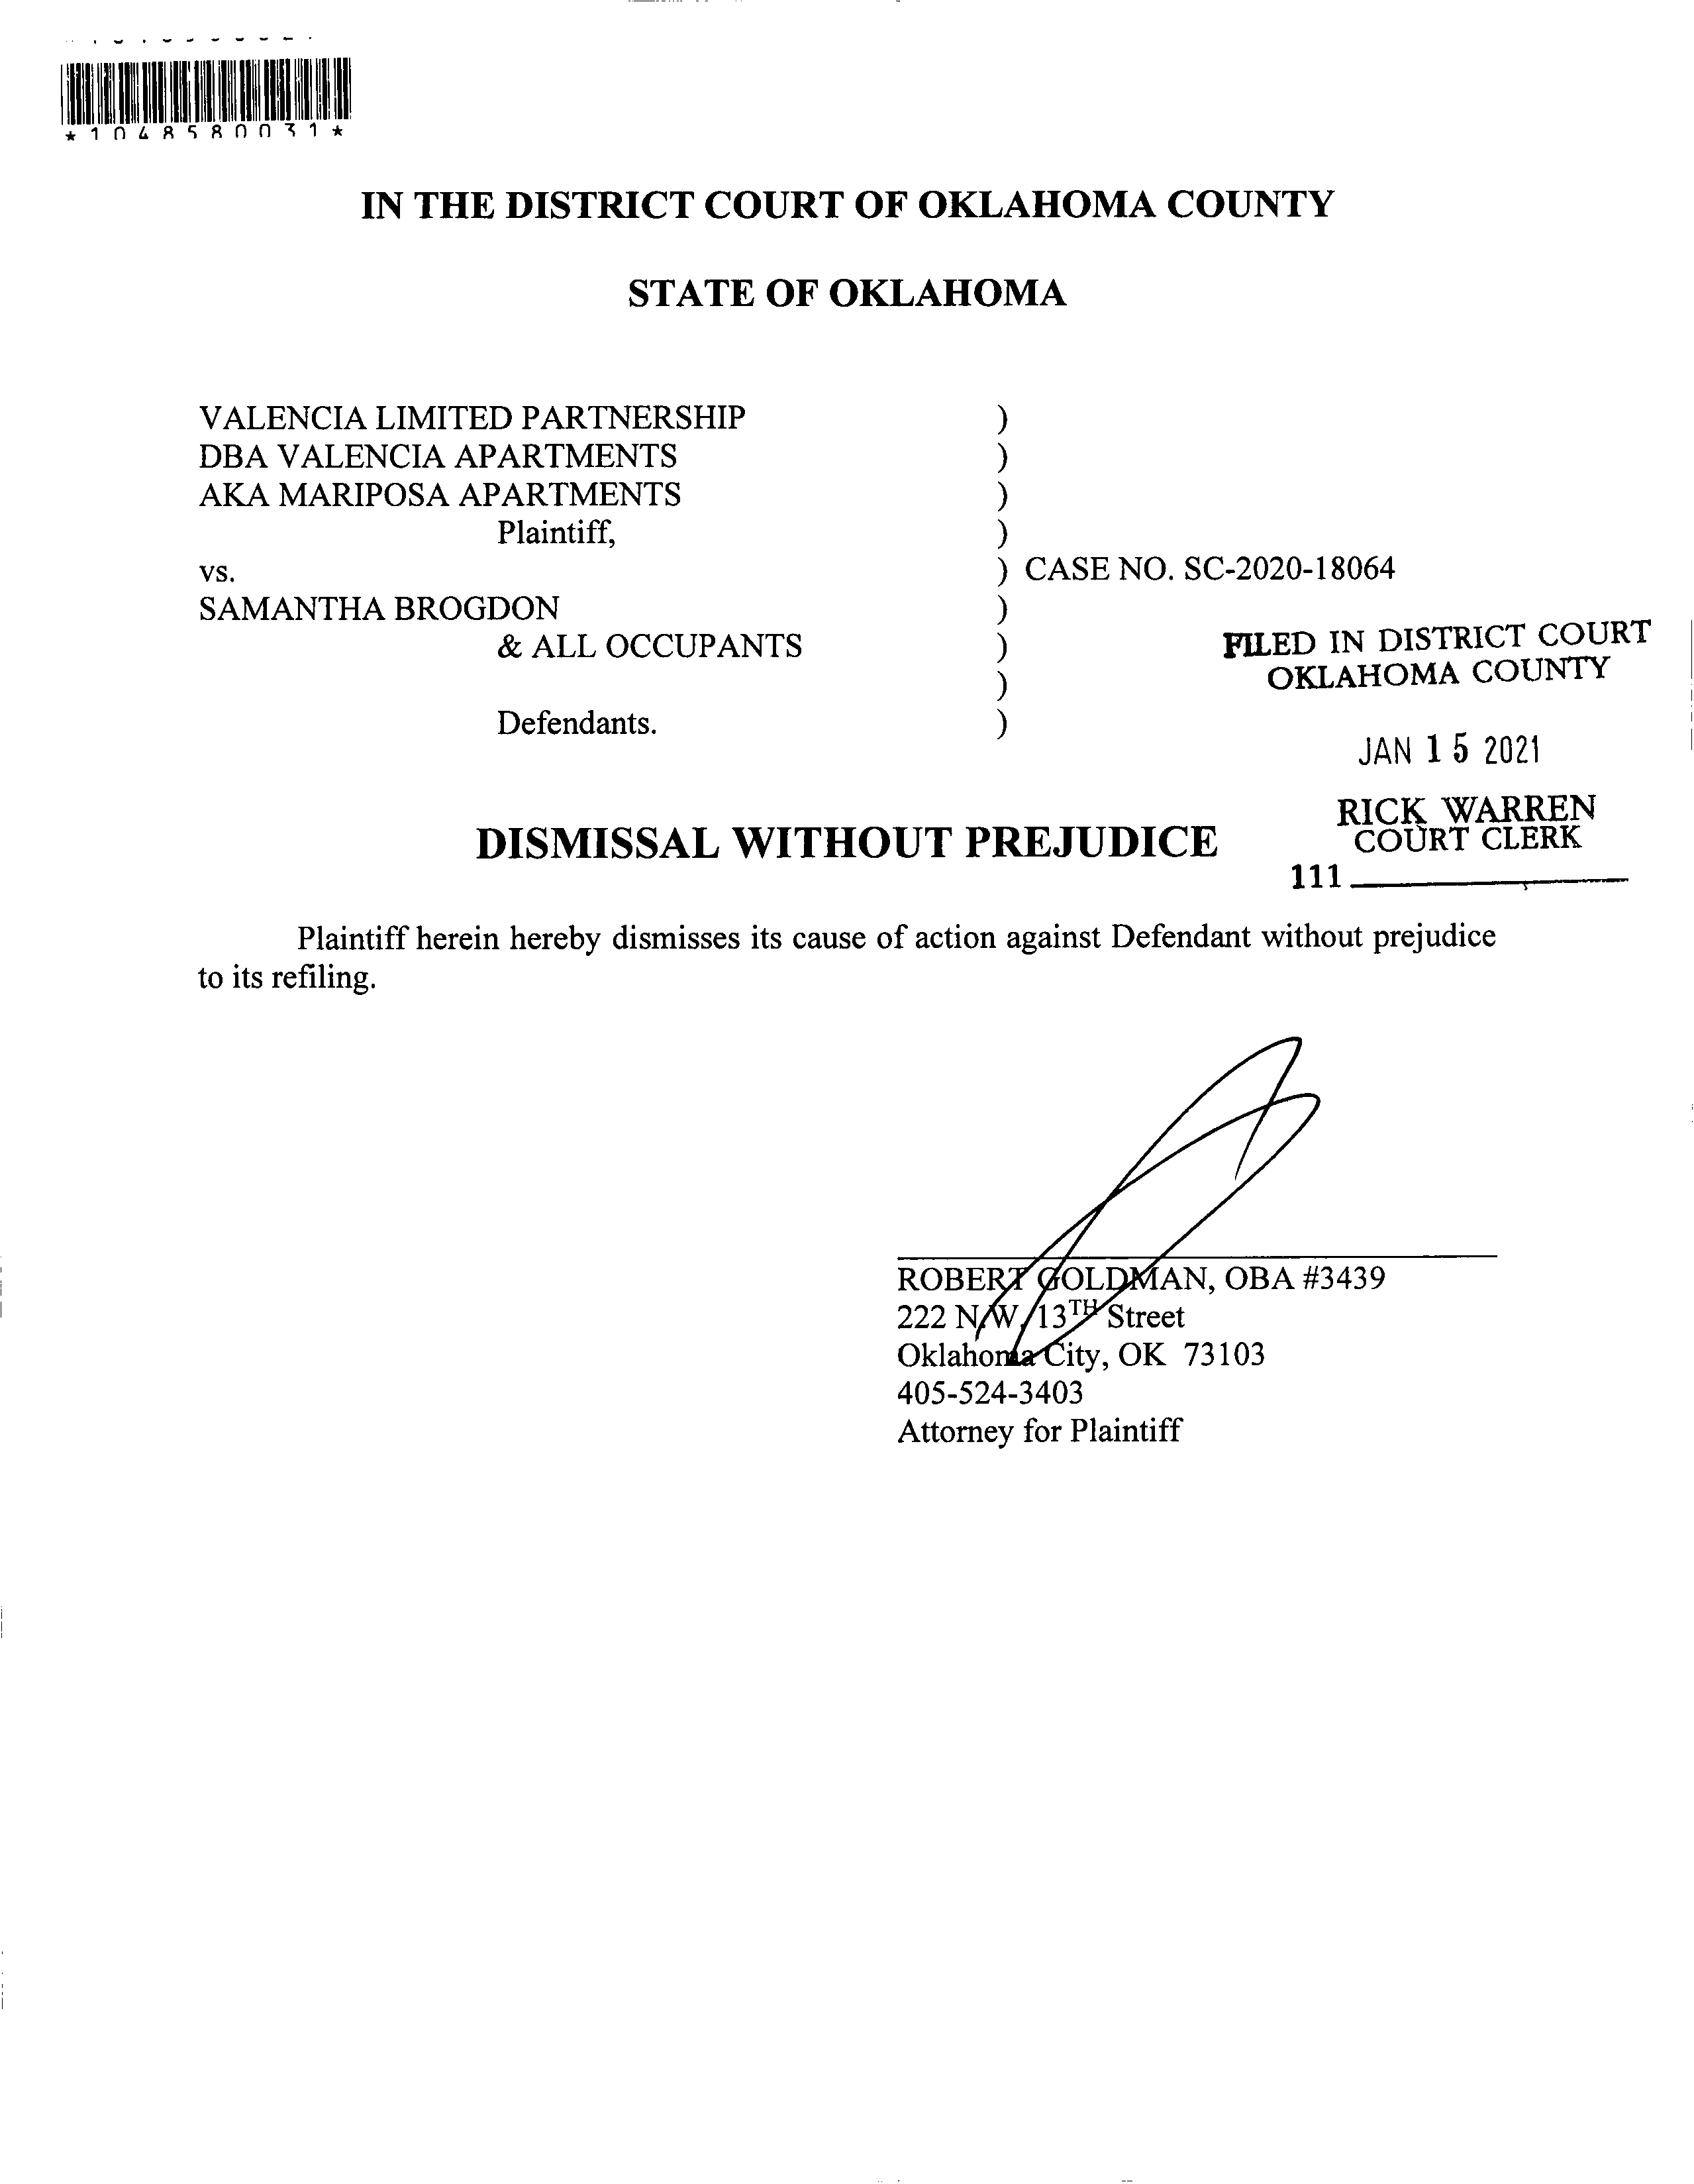 *1048580031*
IN THE DISTRICT COURT OF OKLAHOMA COUNTY
STATE OF OKLAHOMA
VALENCIA LIMITED PARTNERSHIP )
DBA VALENCIA APARTMENTS )
AKA MARIPOSA APARTMENTS )
Plaintiff, )
vs. ) CASE NO. SC-2020-18064
SAMANTHA BROGDON )
& ALL OCCUPANTS )
)
Defendants. )
FILED IN DISTRICT COURT
OKLAHOMA COUNTY
JAN 15 2021
RICK WARREN
COURT CLERK
111
DISMISSAL WITHOUT PREJUDICE
Plaintiff herein hereby dismisses its cause of action against Defendant without prejudice
to its refiling.
ROBERT GOLDMAN, OBA #3439
222 N.W. 13TH Street
Oklahoma City, OK 73103
405-524-3403
Attorney for Plaintiff